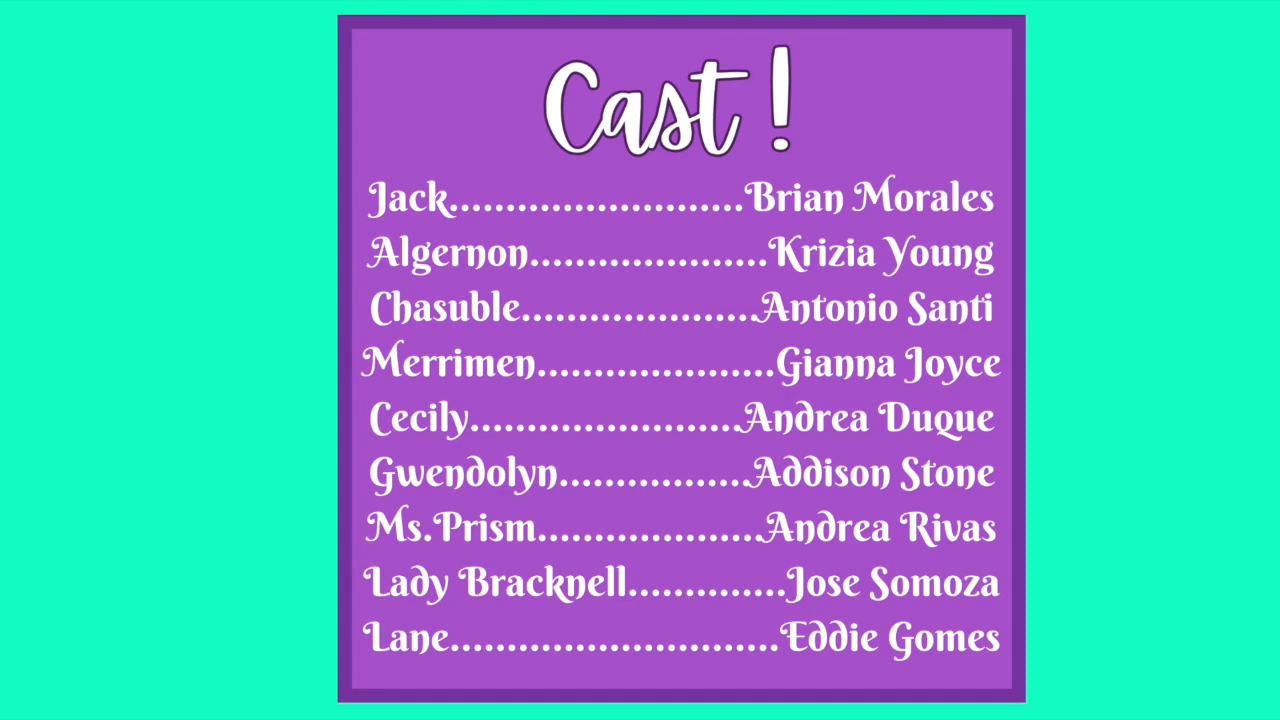 Cast!
Jack..........................Brian Morales
Algernon.....................Krizia Young
Chasuble.....................Antonio Santi
Merrimen.....................Gianna Joyce
Cecily........................Andrea Duque
Gwendolyn.................Addison Stone
Ms.Prism....................Andrea Rivas
Lady Bracknell..............Jose Somoza
Lane.............................Eddie Gomes